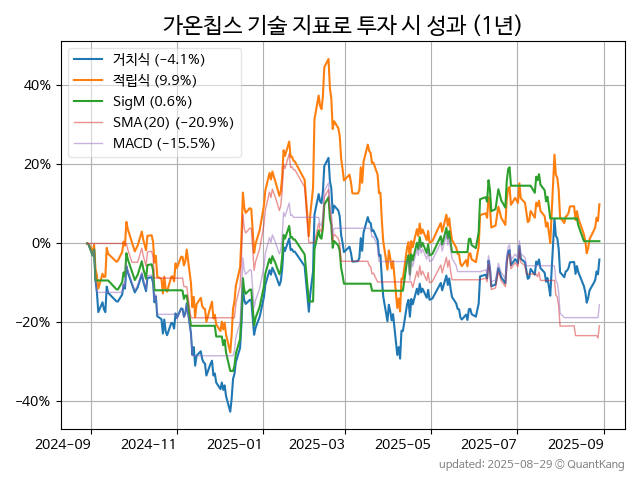 가온칩스 기술 지표로 투자 시 성과 (1년)
거치식 (−4.1%)
적립식 (9.9%)
SigM (0.6%)
SMA(20) (−20.9%)
MACD (−15.5%)
40%
20%
0%
−20%
−40%
2024-09 2024-11 2025-01 2025-03 2025-05 2025-07 2025-09
updated: 2025-08-29 © QuantKang